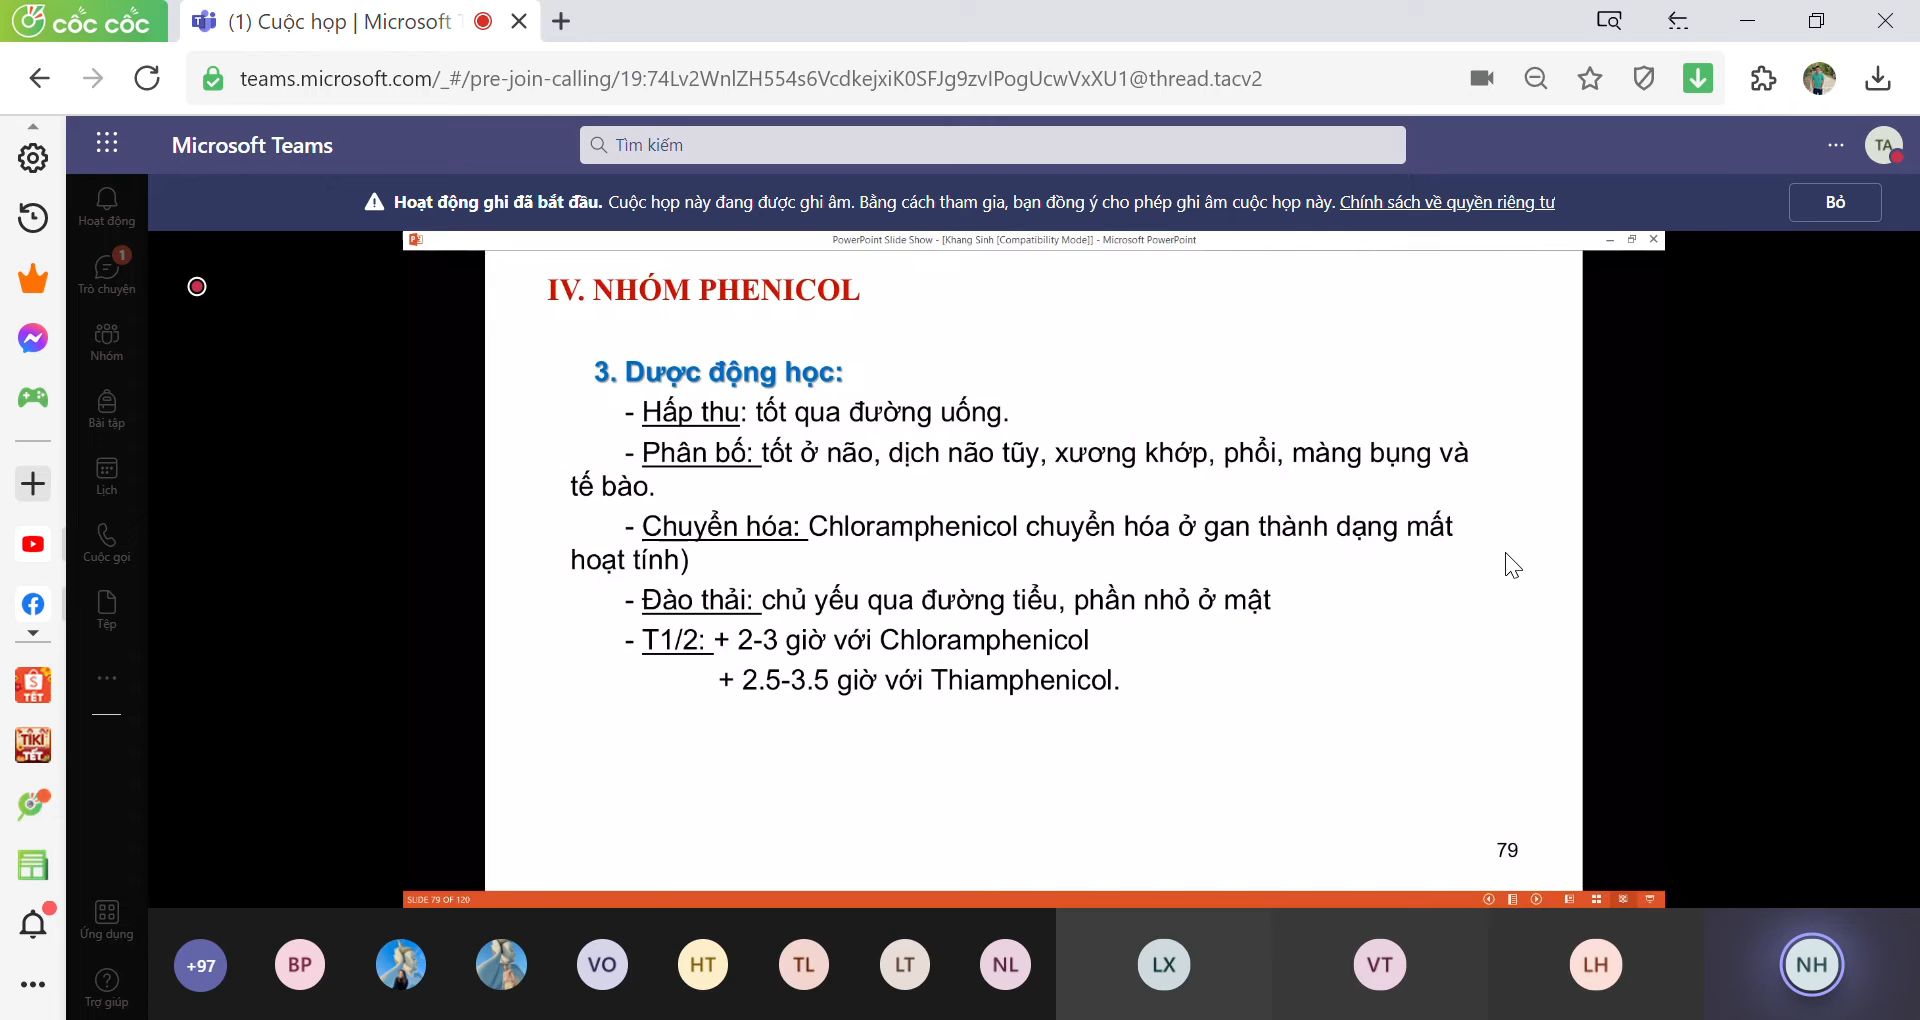 cốc cốc
(1) Cuộc họp | Microsoft
teams.microsoft.com/_#/pre-join-calling/19:74Lv2WnlZH554s6VcdkejxiK0SFJg9zvIPogUcwVxXU1@thread.tacv2
Microsoft Teams
Tìm kiếm
TA
Hoạt động ghi đã bắt đầu. Cuộc họp này đang được ghi âm. Bằng cách tham gia, bạn đồng ý cho phép ghi âm cuộc họp này. Chính sách về quyền riêng tư
Bỏ
Hoạt động
1
Trò chuyện
Nhóm
Bài tập
Lịch
Cuộc gọi
Tệp
Ứng dụng
Trợ giúp
TẾT
TIKI
TẾT
PowerPoint Slide Show - [Khang Sinh [Compatibility Mode]] - Microsoft PowerPoint
IV. NHÓM PHENICOL
3. Dược động học:
- Hấp thu: tốt qua đường uống.
- Phân bố: tốt ở não, dịch não tũy, xương khớp, phổi, màng bụng và
tế bào.
- Chuyển hóa: Chloramphenicol chuyển hóa ở gan thành dạng mất
hoạt tính)
- Đào thải: chủ yếu qua đường tiểu, phần nhỏ ở mật
- T1/2: + 2-3 giờ với Chloramphenicol
+ 2.5-3.5 giờ với Thiamphenicol.
79
SLIDE 79 OF 120
+97
BP
VO
HT
TL
LT
NL
LX
VT
LH
NH